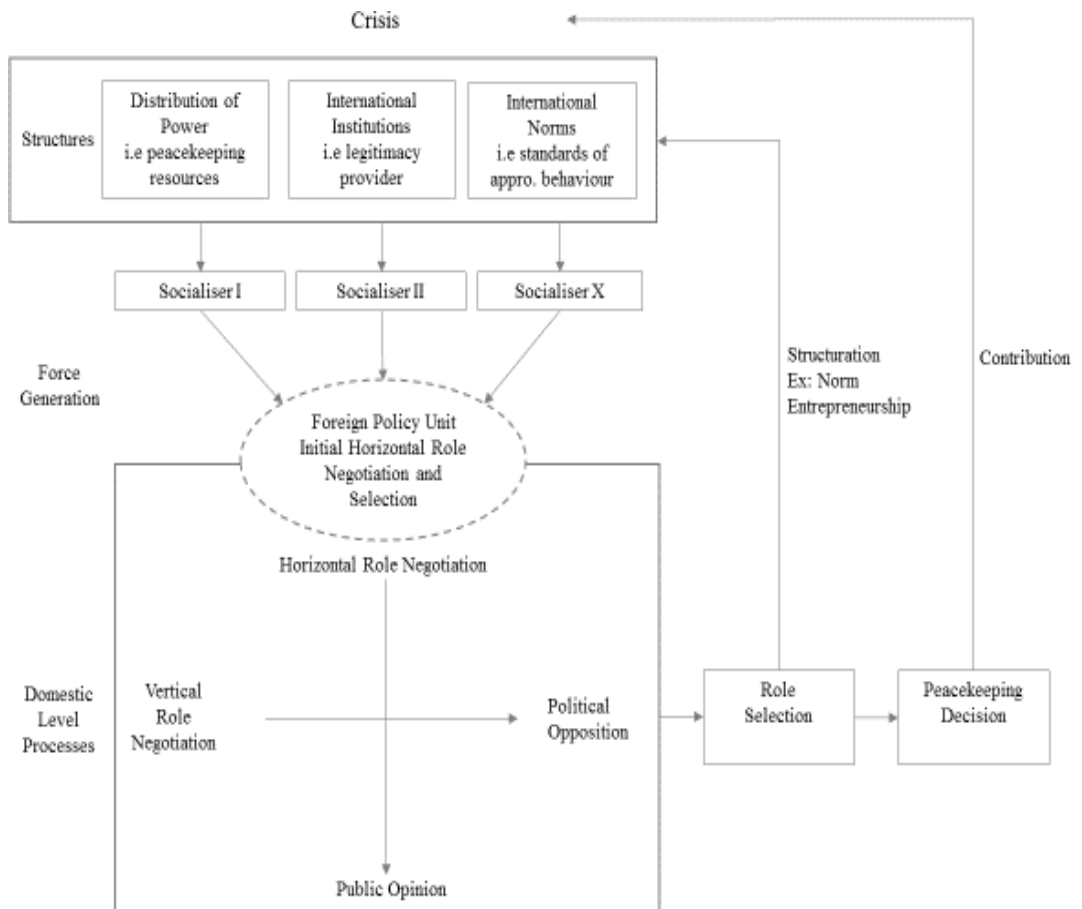 Crisis
Structures
Distribution of
Power
i.e peacekeeping
resources
International
Institutions
i.e legitimacy
provider
International
Norms
i.e standards of
appro. behaviour
Socialiser I
Socialiser II
Socialiser X
Force
Generation
Foreign Policy Unit
Initial Horizontal Role
Negotiation and
Selection
Structuration
Ex: Norm
Entrepreneurship
Contribution
Horizontal Role Negotiation
Domestic
Level
Processes
Vertical
Role
Negotiation
Political
Opposition
Role
Selection
Peacekeeping
Decision
Public Opinion